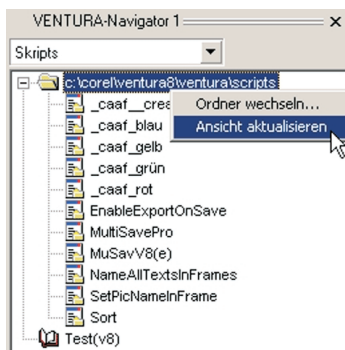 VENTURA-Navigator 1
Skripts
c:\corel\ventura8\ventura\scripts
_caaf__crea
Ordner wechseln...
_caaf_blau
Ansicht aktualisieren
_caaf_gelb
_caaf_grün
_caaf_rot
EnableExportOnSave
MultiSavePro
MuSavV8(e)
NameAllTextsInFrames
SetPicNameInFrame
Sort
Test(v8)